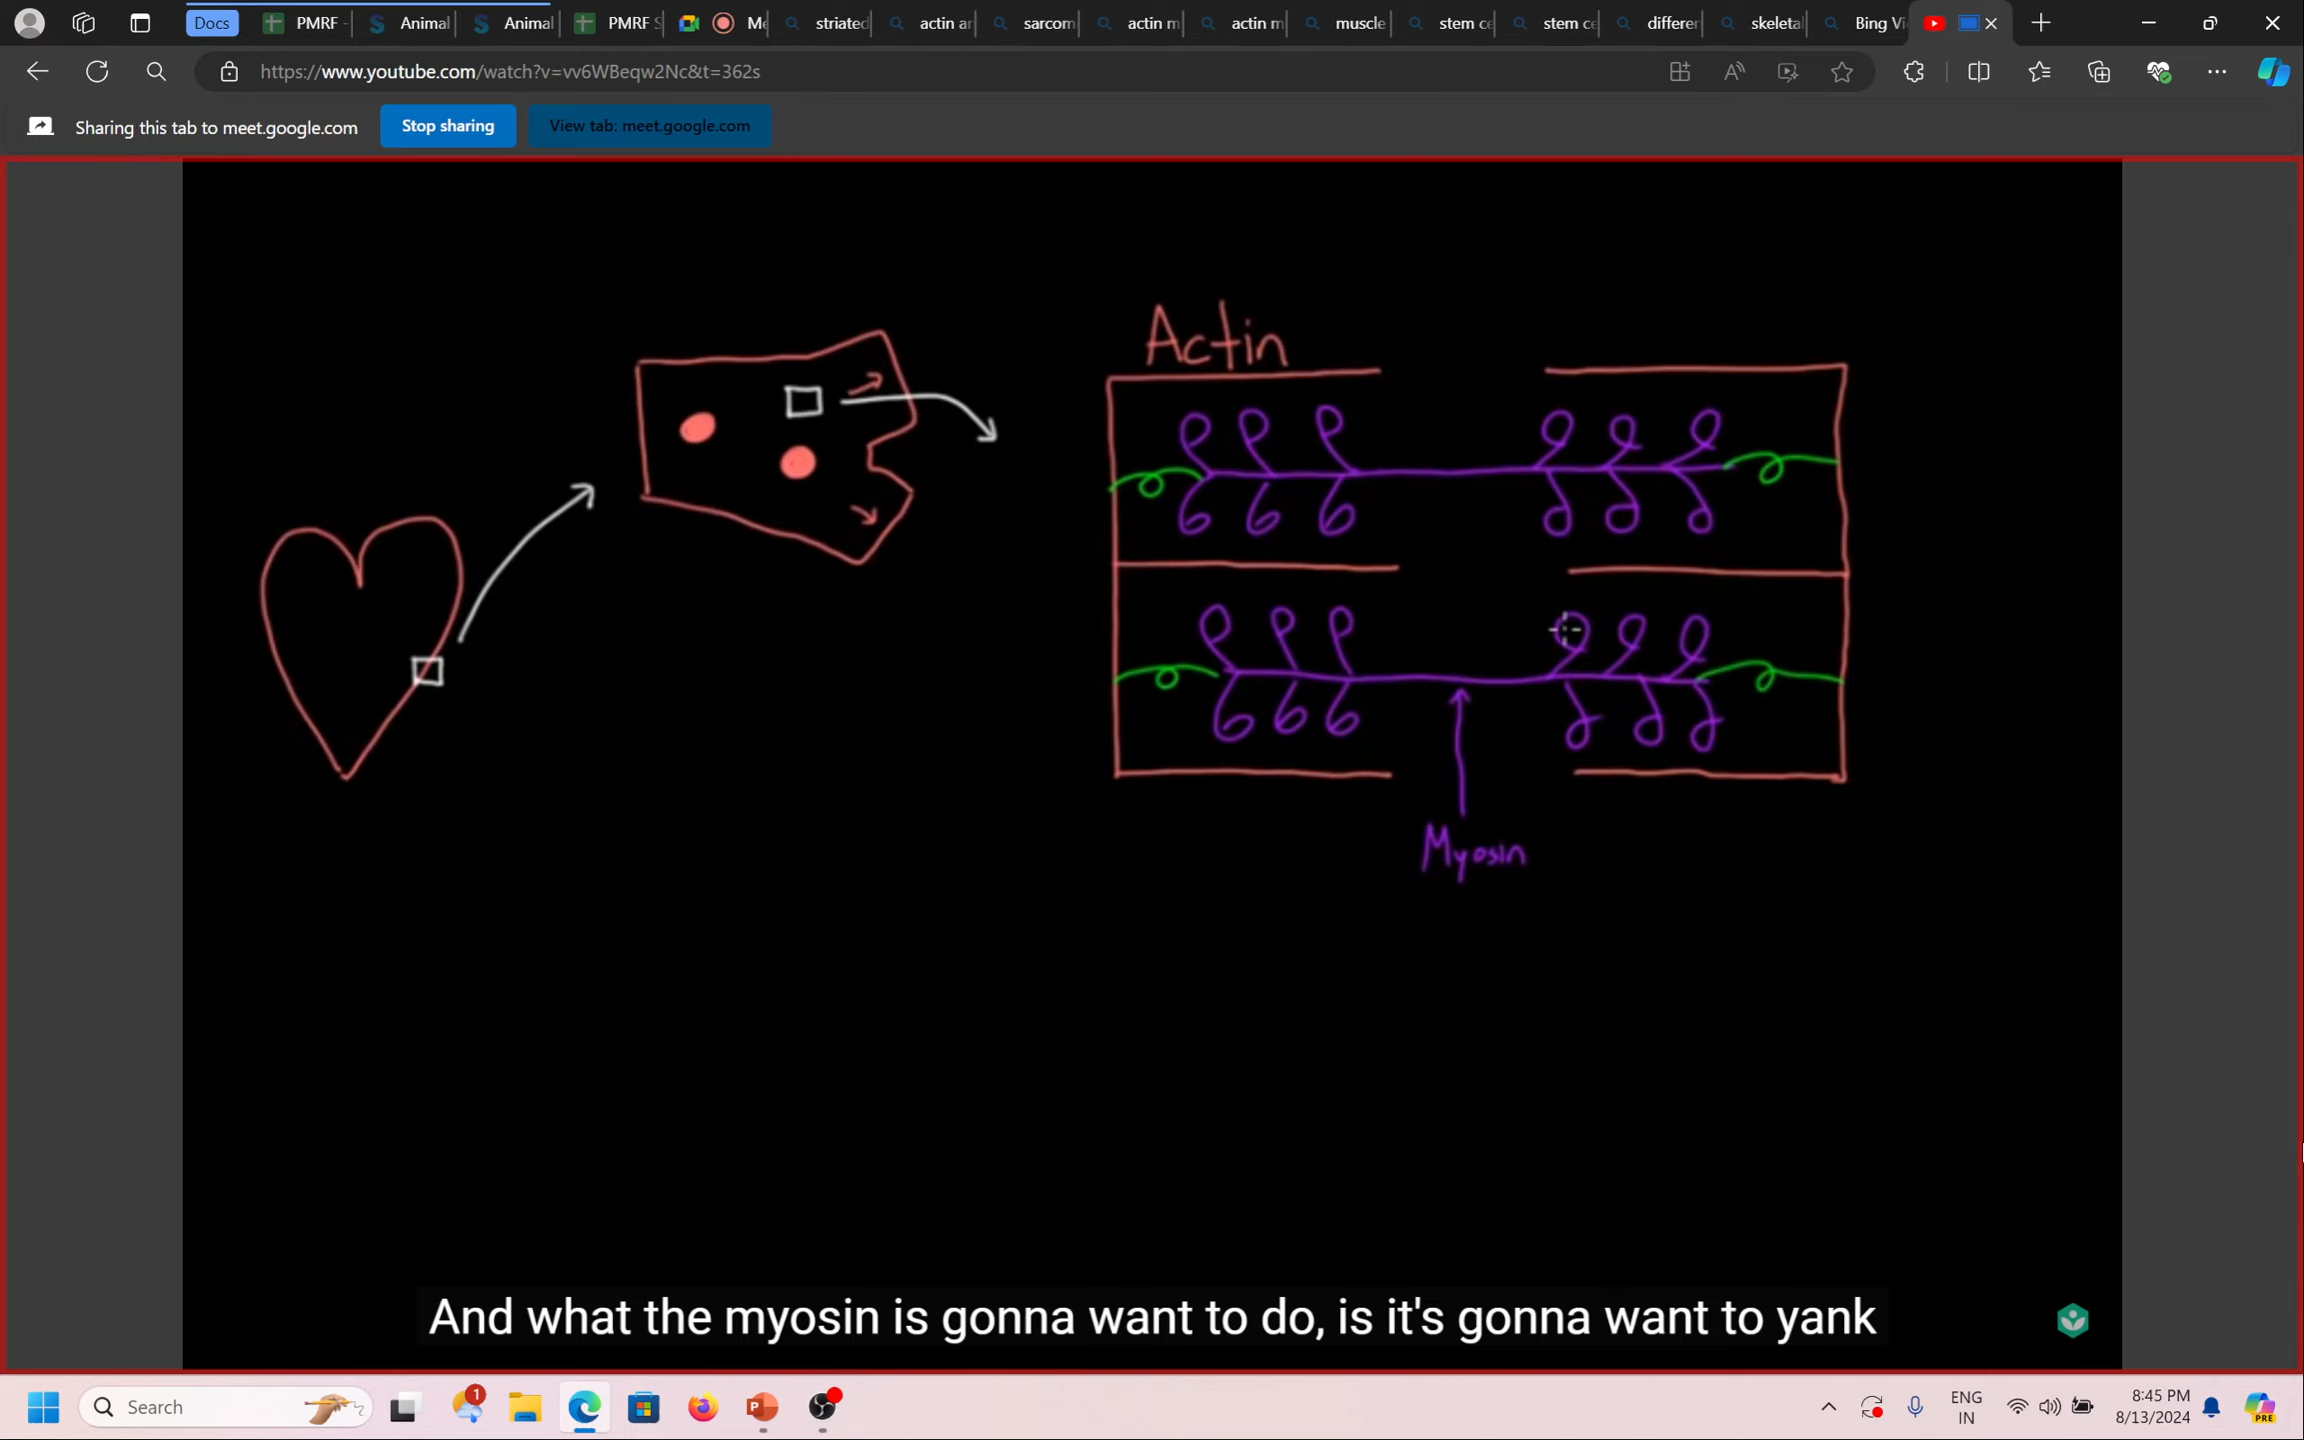 Docs
PMRF -
Animal
Animal
PMRF S
Me
striated
actin ar
sarcom
actin m
actin m
muscle
stem ce
stem ce
differer
skeletal
Bing Vi
https://www.youtube.com/watch?v=vv6WBeqw2Nc&t=362s
Sharing this tab to meet.google.com
Stop sharing
View tab: meet.google.com
Actin
Myosin
And what the myosin is gonna want to do, is it's gonna want to yank
Search
1
ENG
IN
8:45 PM
8/13/2024
PRE